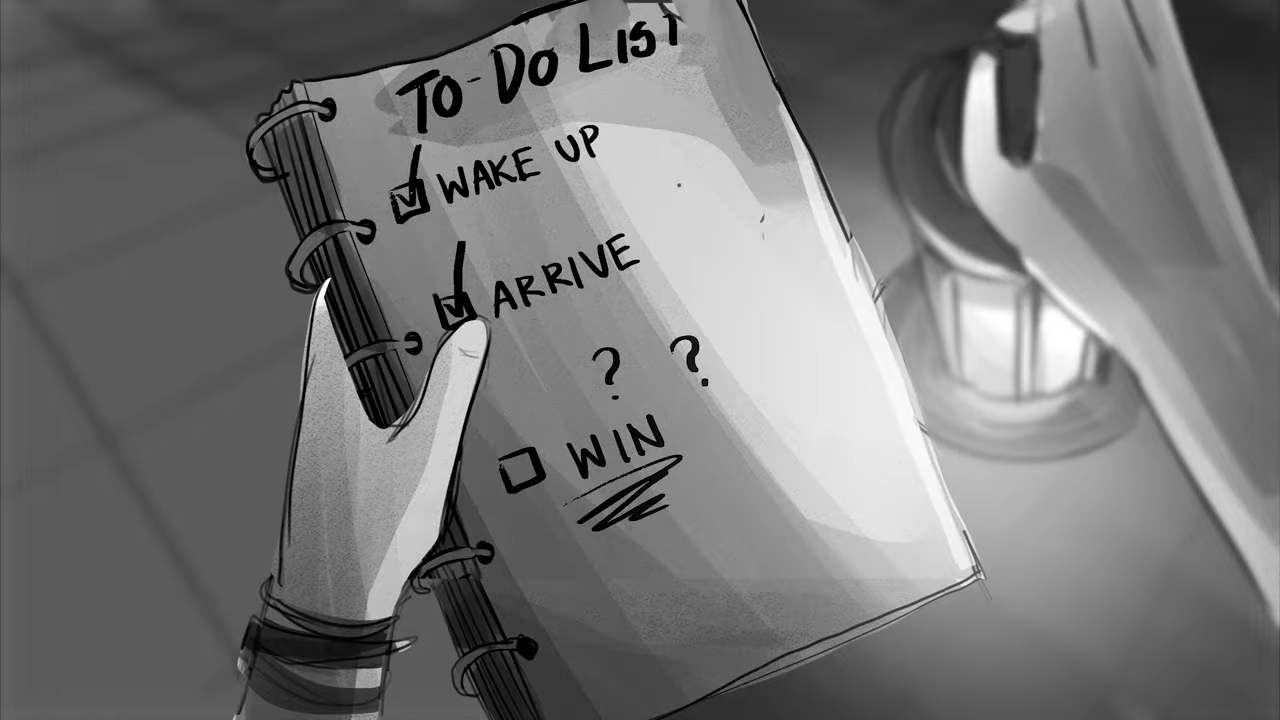 TO-DO LIST
WAKE UP
ARRIVE
? ?
WIN